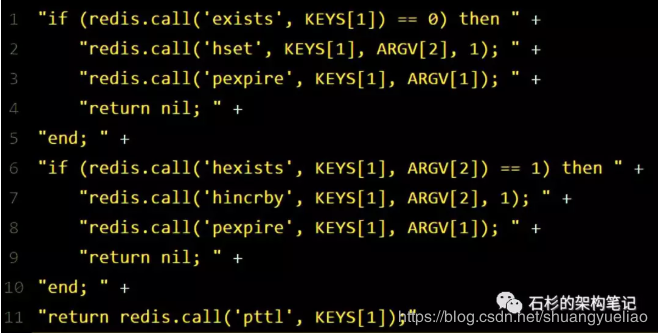 1 "if (redis.call('exists', KEYS[1]) == 0) then " +
2 "redis.call('hset', KEYS[1], ARGV[2], 1); " +
3 "redis.call('pexpire', KEYS[1], ARGV[1]); " +
4 "return nil; " +
5 "end; " +
6 "if (redis.call('hexists', KEYS[1], ARGV[2]) == 1) then " +
7 "redis.call('hincrby', KEYS[1], ARGV[2], 1); " +
8 "redis.call('pexpire', KEYS[1], ARGV[1]); " +
9 "return nil; " +
10 "end; " +
11 "return redis.call('pttl', KEYS[1]);"
石杉的架构笔记
https://blog.csdn.net/shuangyueliao